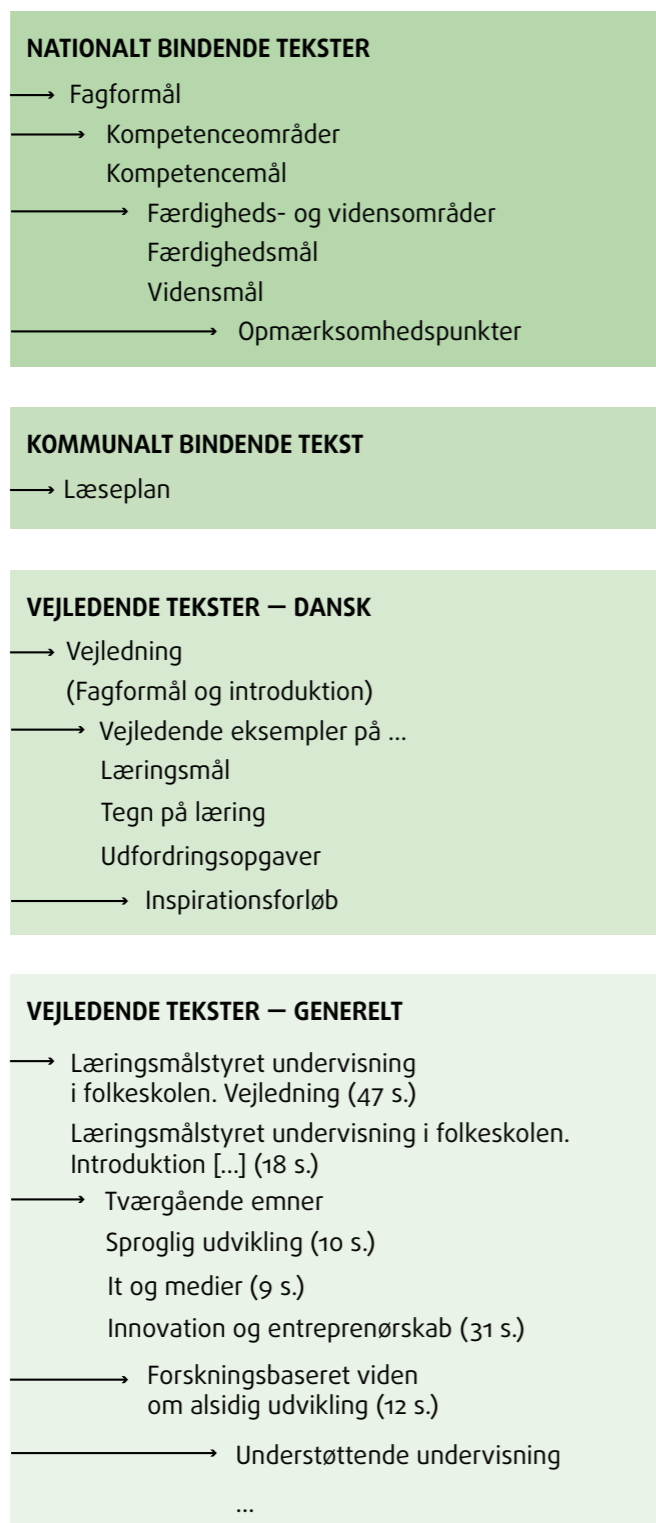 NATIONALT BINDENDE TEKSTER
Fagformål
Kompetenceområder
Kompetencemål
Færdigheds- og vidensområder
Færdighedsmål
Vidensmål
Opmærksomhedspunkter
KOMMUNALT BINDENDE TEKST
Læseplan
VEJLEDENDE TEKSTER — DANSK
Vejledning
(Fagformål og introduktion)
Vejledende eksempler på ...
Læringsmål
Tegn på læring
Udfordringsopgaver
Inspirationsforløb
VEJLEDENDE TEKSTER — GENERELT
Læringsmålstyret undervisning
i folkeskolen. Vejledning (47 s.)
Læringsmålstyret undervisning i folkeskolen.
Introduktion [...] (18 s.)
Tværgående emner
Sproglig udvikling (10 s.)
It og medier (9 s.)
Innovation og entreprenørskab (31 s.)
Forskningsbaseret viden
om alsidig udvikling (12 s.)
Understøttende undervisning
...